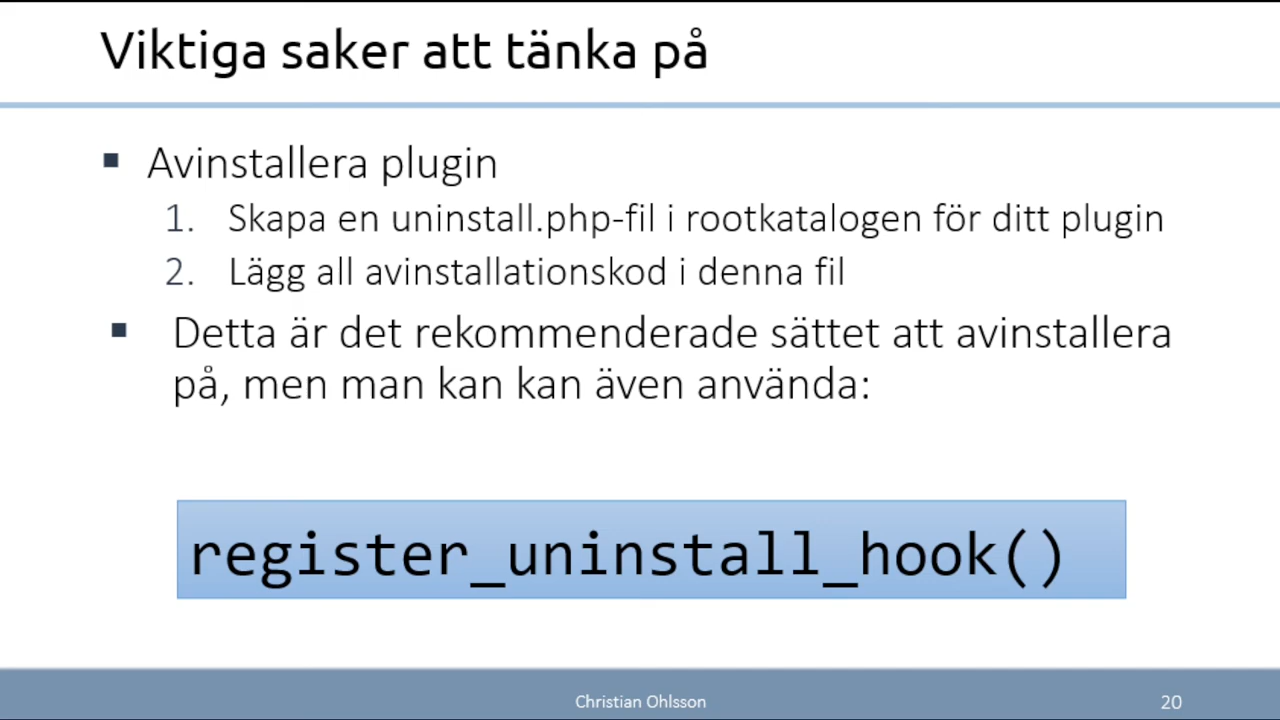 Viktiga saker att tänka på
▪ Avinstallera plugin
1. Skapa en uninstall.php-fil i rootkatalogen för ditt plugin
2. Lägg all avinstallationskod i denna fil
▪ Detta är det rekommenderade sättet att avinstallera
på, men man kan kan även använda:
register_uninstall_hook()
Christian Ohlsson
20